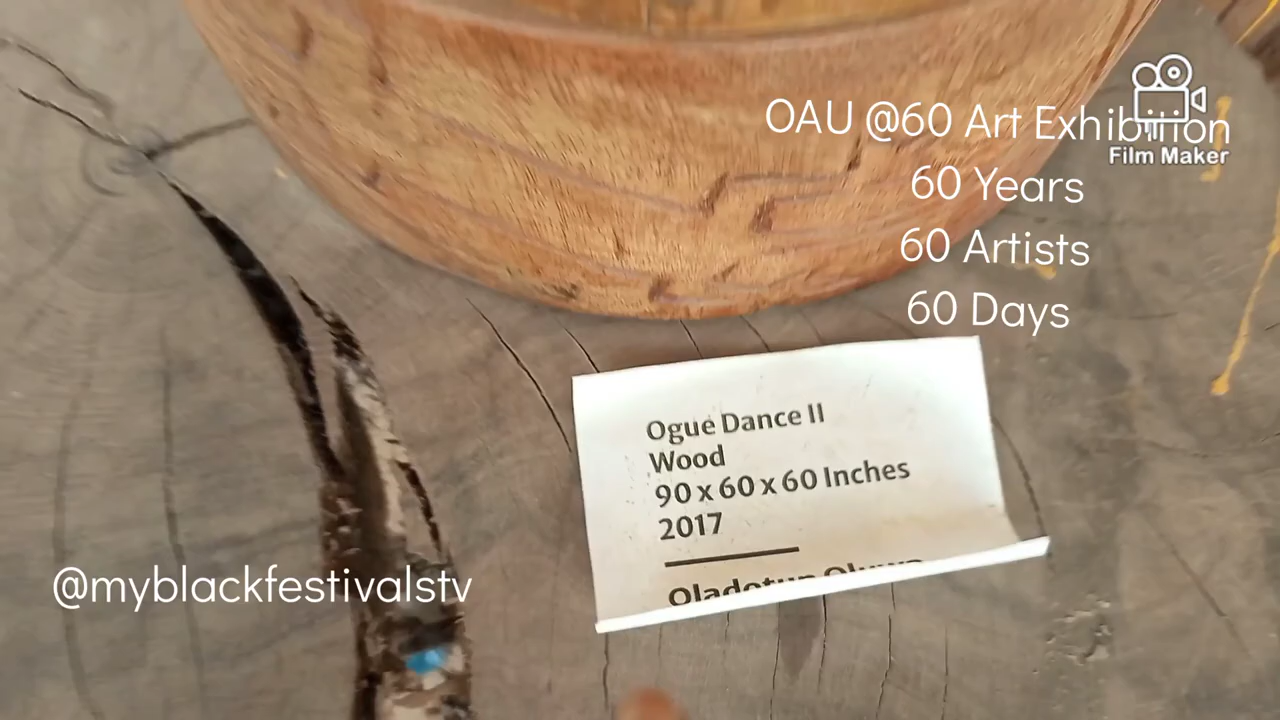 OAU @60 Art Exhibition
Film Maker
60 Years
60 Artists
60 Days
Ogue Dance II
Wood
90 x 60 x 60 Inches
2017
Oladotun
@myblackfestivalstv